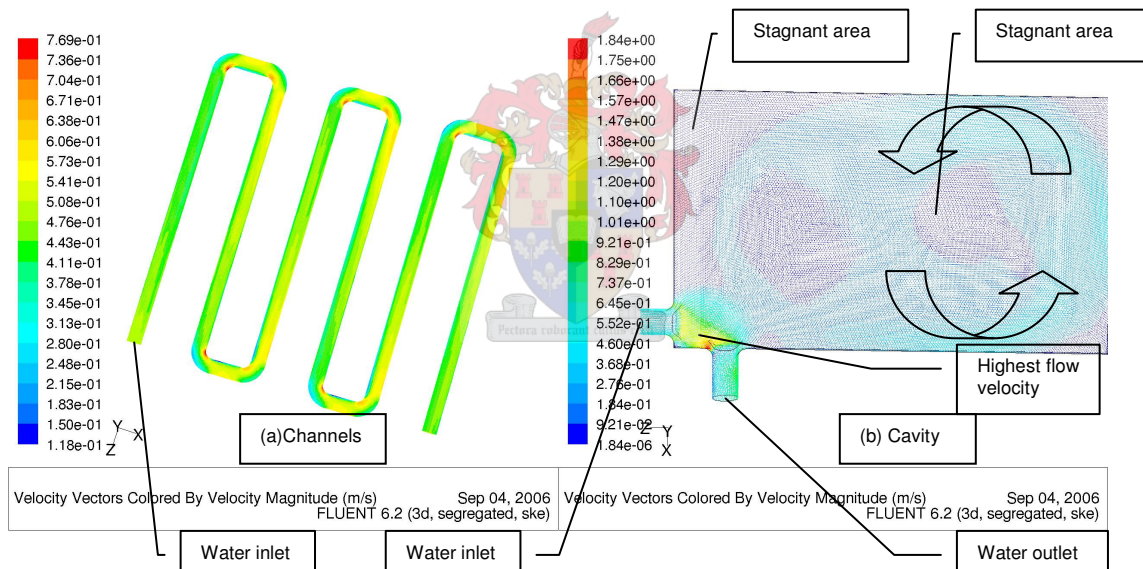 7.69e-01
7.36e-01
7.04e-01
6.71e-01
6.38e-01
6.06e-01
5.73e-01
5.41e-01
5.08e-01
4.76e-01
4.43e-01
4.11e-01
3.78e-01
3.45e-01
3.13e-01
2.80e-01
2.48e-01
2.15e-01
1.83e-01
1.50e-01
1.18e-01
Y
X
Z
(a)Channels
1.84e+00
1.75e+00
1.66e+00
1.57e+00
1.47e+00
1.38e+00
1.29e+00
1.20e+00
1.10e+00
1.01e+00
9.21e-01
8.29e-01
7.37e-01
6.45e-01
5.52e-01
4.60e-01
3.68e-01
2.76e-01
1.84e-01
9.21e-02
1.84e-06
Z
Y
X
Stagnant area
Stagnant area
Highest flow
velocity
(b) Cavity
Pectora roborant
Velocity Vectors Colored By Velocity Magnitude (m/s)
Sep 04, 2006
FLUENT 6.2 (3d, segregated, ske)
Velocity Vectors Colored By Velocity Magnitude (m/s)
Sep 04, 2006
FLUENT 6.2 (3d, segregated, ske)
Water inlet
Water inlet
Water outlet